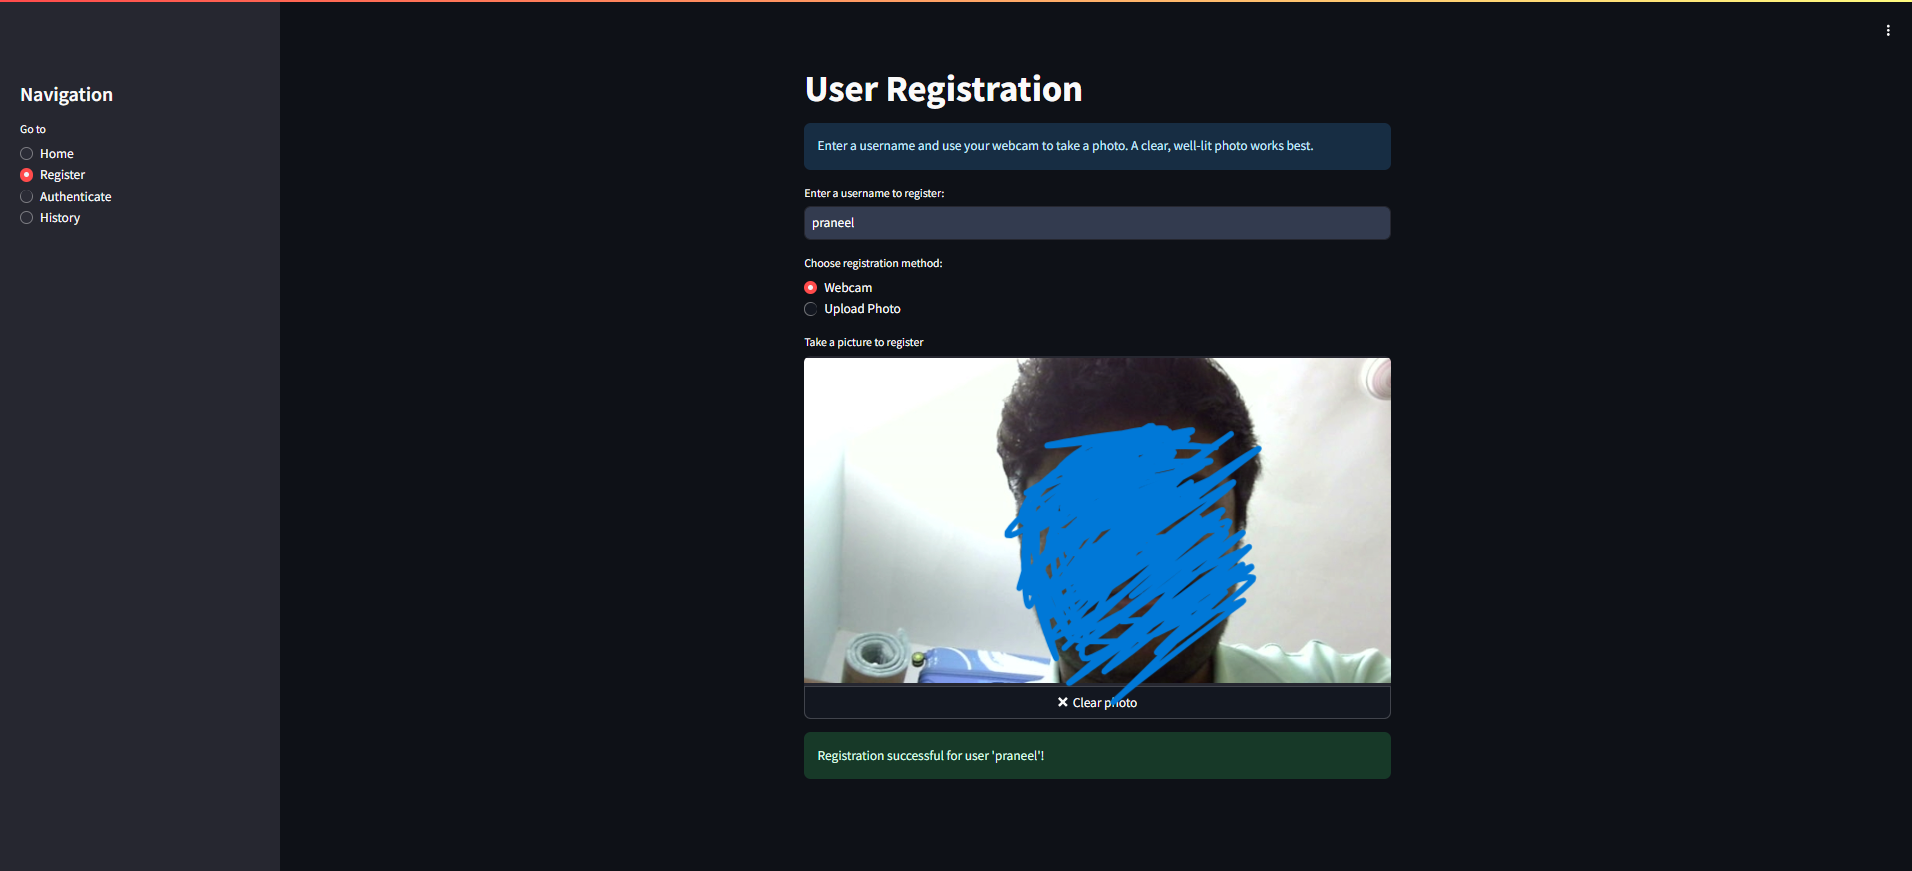 Navigation
Go to
Home
Register
Authenticate
History
User Registration
Enter a username and use your webcam to take a photo. A clear, well-lit photo works best.
Enter a username to register:
praneel
Choose registration method:
Webcam
Upload Photo
Take a picture to register
Clear photo
Registration successful for user 'praneel'!